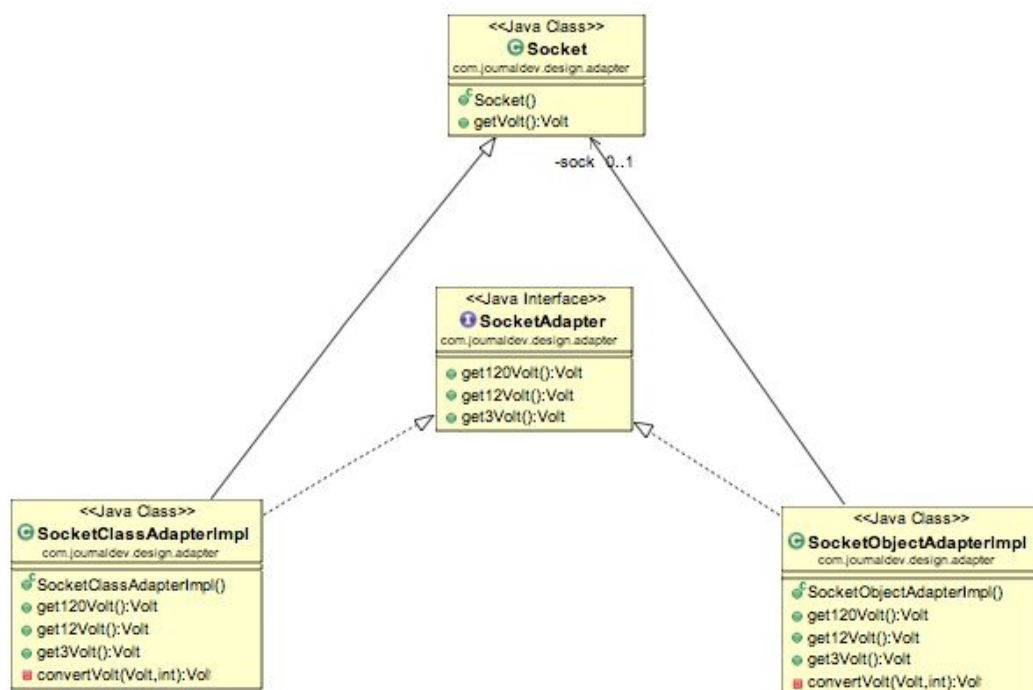 <<Java Class>>
Socket
com.journaldev.design.adapter
Socket()
getVolt():Volt
-sock 0..1
<<Java Interface>>
SocketAdapter
com.journaldev.design.adapter
get120Volt():Volt
get12Volt():Volt
get3Volt():Volt
<<Java Class>>
SocketClassAdapterImpl
com.journaldev.design.adapter
SocketClassAdapterImpl()
get120Volt():Volt
get12Volt():Volt
get3Volt():Volt
convertVolt(Volt,int):Volt
<<Java Class>>
SocketObjectAdapterImpl
com.journaldev.design.adapter
SocketObjectAdapterImpl()
get120Volt():Volt
get12Volt():Volt
get3Volt():Volt
convertVolt(Volt,int):Volt